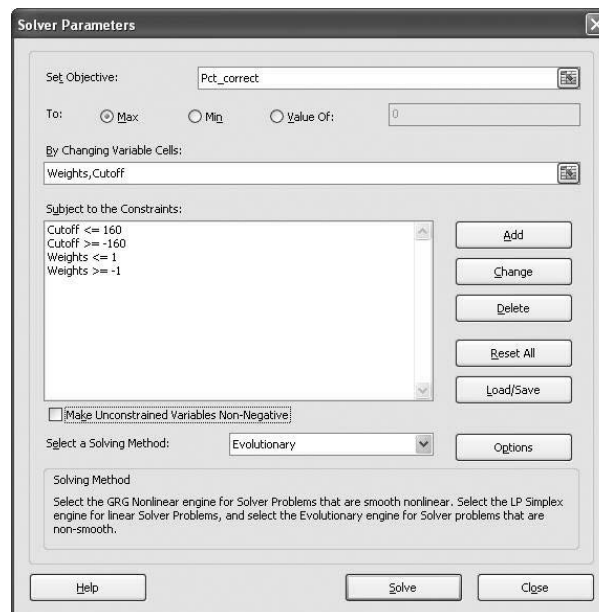 Solver Parameters
Set Objective:
Pct_correct
To:
Max
Min
Value Of:
0
By Changing Variable Cells:
Weights,Cutoff
Subject to the Constraints:
Cutoff <= 160
Cutoff >= -160
Weights <= 1
Weights >= -1
Add
Change
Delete
Reset All
Load/Save
Make Unconstrained Variables Non-Negative
Select a Solving Method:
Evolutionary
Options
Solving Method
Select the GRG Nonlinear engine for Solver Problems that are smooth nonlinear. Select the LP Simplex
engine for linear Solver Problems, and select the Evolutionary engine for Solver problems that are
non-smooth.
Help
Solve
Close